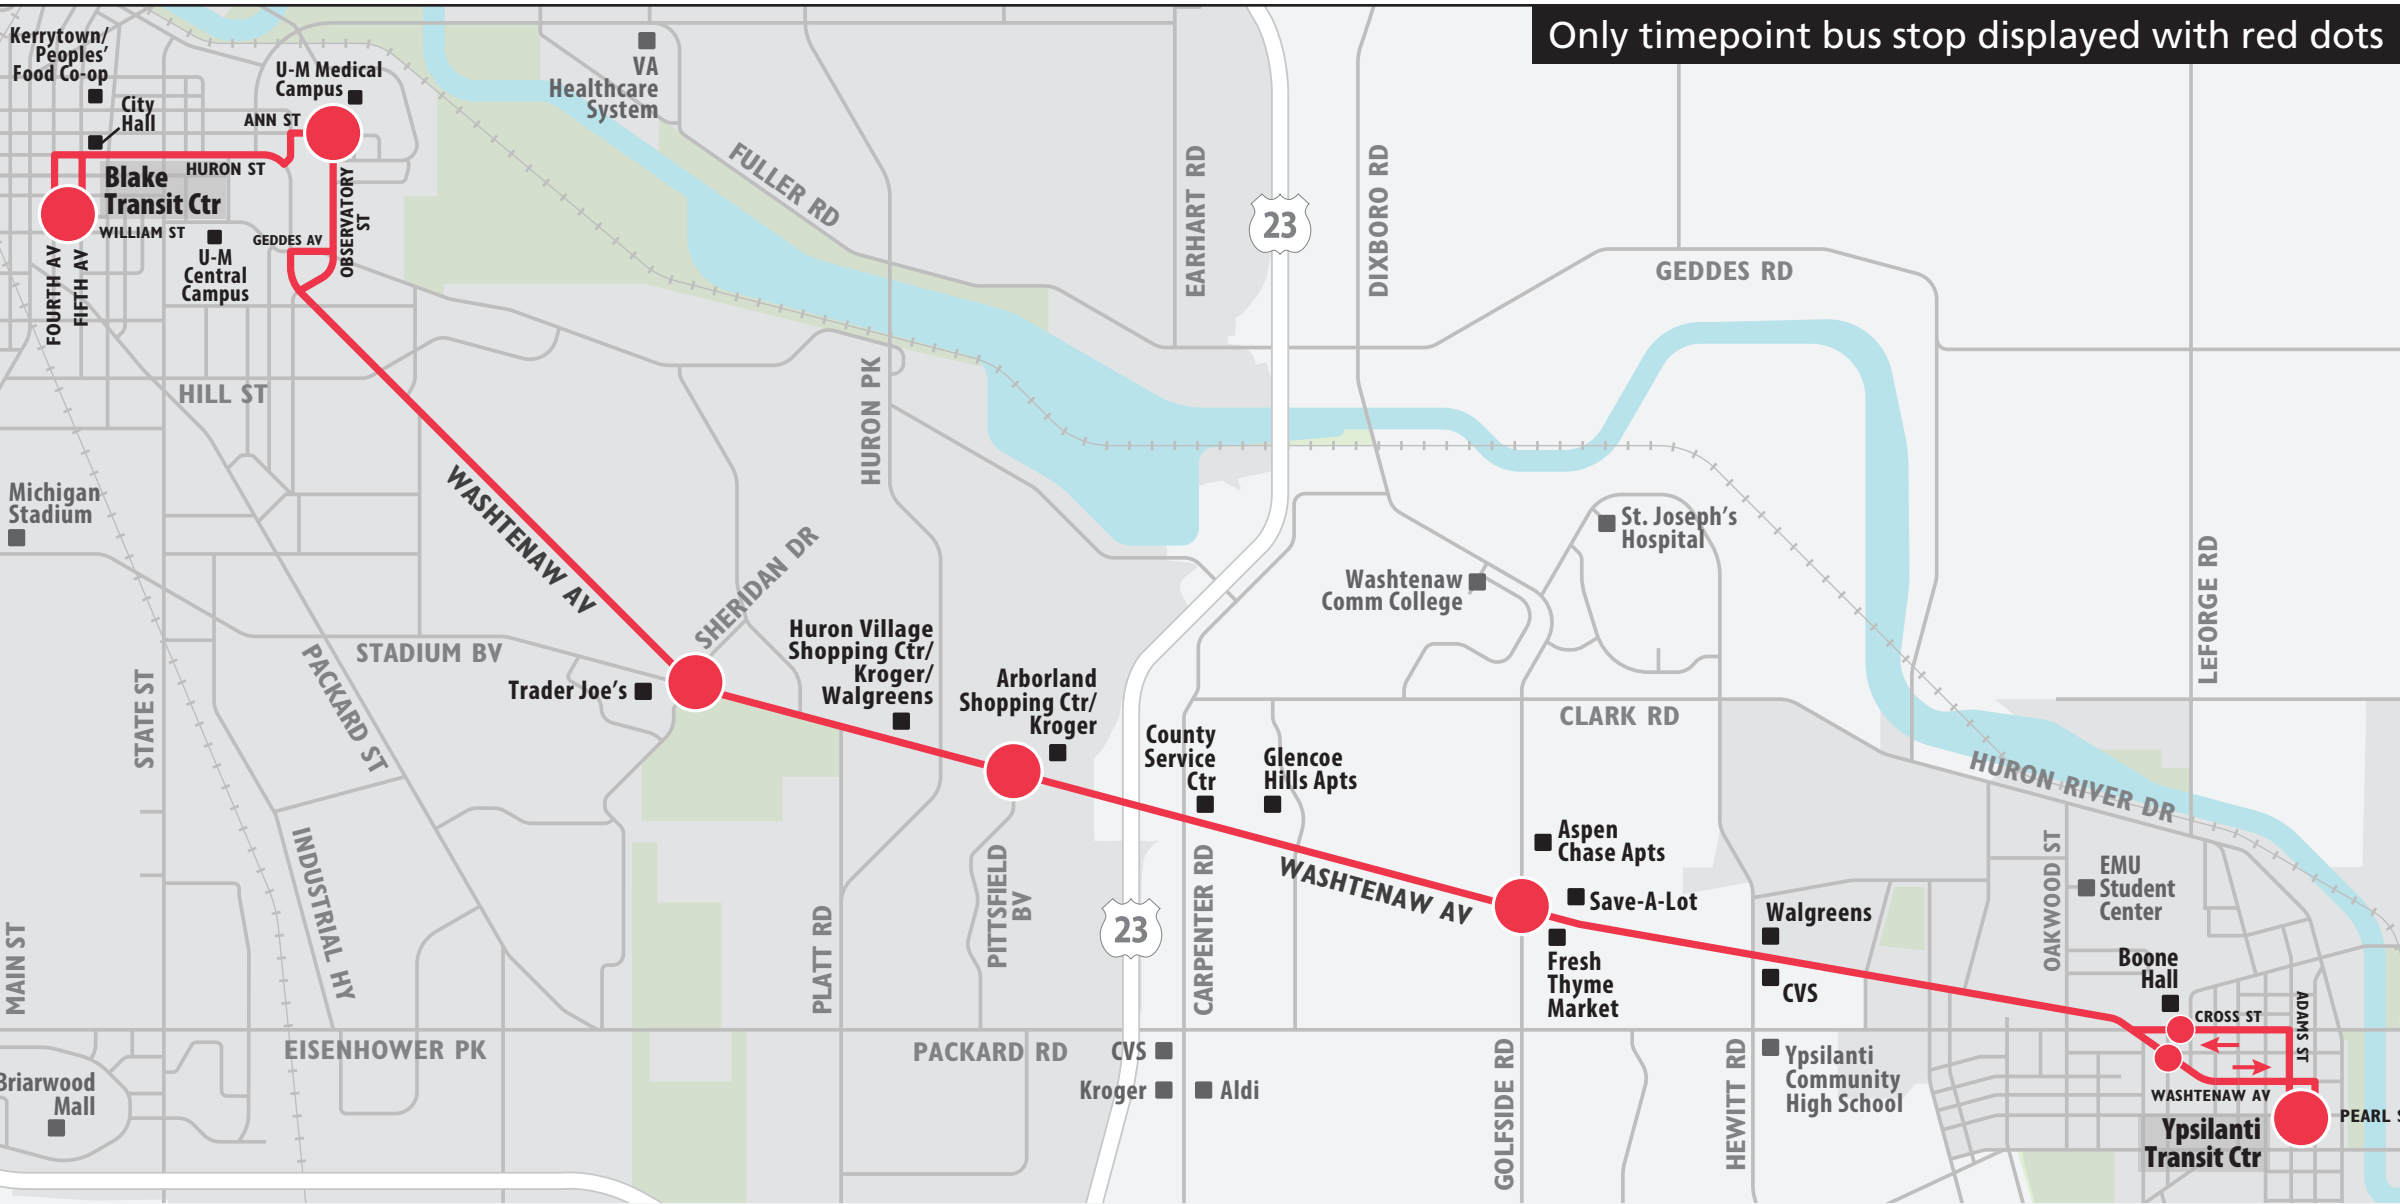 Only timepoint bus stop displayed with red dots
Kerrytown/
Peoples’
Food Co-op
City
Hall
U-M Medical
Campus
ANN ST
HURON ST
Blake
Transit Ctr
WILLIAM ST
FOURTH AV
FIFTH AV
U-M
Central
Campus
GEDDES AV
OBSERVATORY
ST
VA
Healthcare
System
FULLER RD
EARHART RD
23
DIXBORO RD
GEDDES RD
HILL ST
HURON PK
Michigan
Stadium
WASHTENAW AV
SHERIDAN DR
STADIUM BV
Trader Joe’s
Huron Village
Shopping Ctr/
Kroger/
Walgreens
Arborland
Shopping Ctr/
Kroger
St. Joseph’s
Hospital
Washtenaw
Comm College
LEFORGE RD
STATE ST
PACKARD ST
County
Service
Ctr
Glencoe
Hills Apts
CLARK RD
HURON RIVER DR
INDUSTRIAL HY
MAIN ST
PLATT RD
PITTSFIELD
BV
23
CARPENTER RD
WASHTENAW AV
Aspen
Chase Apts
Save-A-Lot
Fresh
Thyme
Market
Walgreens
CVS
OAKWOOD ST
EMU
Student
Center
Boone
Hall
CROSS ST
ADAMS ST
EISENHOWER PK
PACKARD RD
CVS
Kroger
Aldi
GOLFSIDE RD
HEWITT RD
Ypsilanti
Community
High School
Briarwood
Mall
WASHTENAW AV
Ypsilanti
Transit Ctr
PEARL S